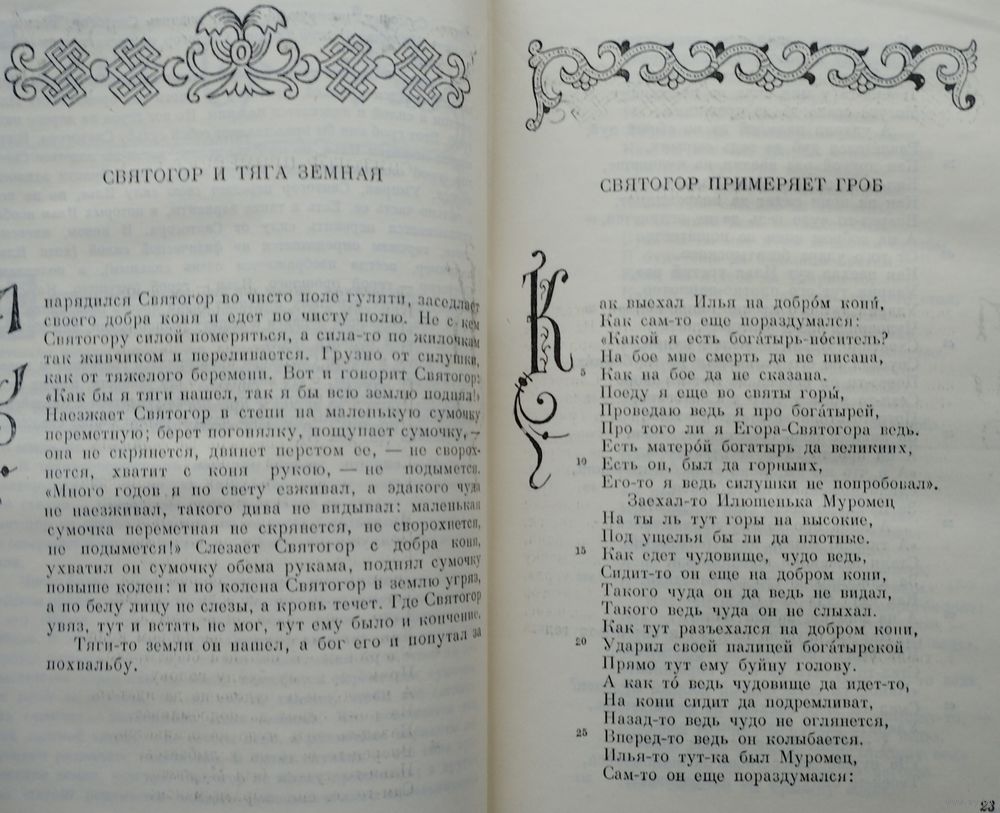 СВЯТОГОР И ТЯГА ЗЕМНАЯ
нарядился Святогор во чисто поле гуляти, заседлает
своего добра коня и едет по чисту полю. Не с кем
Святогору силой померяться, а сила-то по жилочкам
так живчиком и переливается. Грузно от силушки,
как от тяжелого беремени. Вот и говорит Святогор:
«Как бы я тяги нашел, так я бы всю землю поднял!»
Наезжает Святогор в степи на маленькую сумочку
переметную; берет погонялку, пощупает сумочку, —
она не скрянется, двинет перстом ее, — не сворох-
нется, хватит с коня рукою, — не подымется.
«Много годов я по свету езживал, а эдакого чуда
не наезживал, такого дива не видывал: маленькая
сумочка переметная не скрянется, не сворохнется,
не подымется!» Слезает Святогор с добра коня,
ухватил он сумочку обема рукама, поднял сумочку
повыше колен: и по колена Святогор в землю угряз,
а по белу лицу не слезы, а кровь течет. Где Святогор
увяз, тут и встать не мог, тут ему было и кончение.
Тяги-то земли он нашел, а бог его и попутал за
похвальбу.
СВЯТОГОР ПРИМЕРЯЕТ ГРОБ
Как выехал Илья на добро́м кони́,
Как сам-то еще пораздумался:
«Какой я есть бога́тырь-но́ситель?
На бое мне смерть да не писана,
5 Как на бое да не сказана.
Поеду я еще во святы горы́,
Проведаю ведь я про бога́тырей,
Про того ли я Егора-Святогора ведь.
Есть матеро́й богатырь да великиих,
10 Есть он, был да горныих,
Его-то я ведь силушки не попробовал».
Заехал-то Илюшенька Муромец
На ты ль тут горы на высокие,
Под ущелья бы ли да плотные.
15 Как едет чудовище, чудо ведь,
Сидит-то он еще на добром кони,
Такого чуда он да ведь не видал,
Такого ведь чуда он не слыхал.
Как тут разъехался на добром кони,
20 Ударил своей палицей бога́тырской
Прямо тут ему буйну голову.
А как то́ ведь чудовище да идет-то,
На кони сидит да подремливат,
Назад-то ведь чудо не оглянется,
25 Вперед-то ведь он колыбается.
Илья-то тут-ка был Муромец,
Сам-то он еще пораздумался:
23